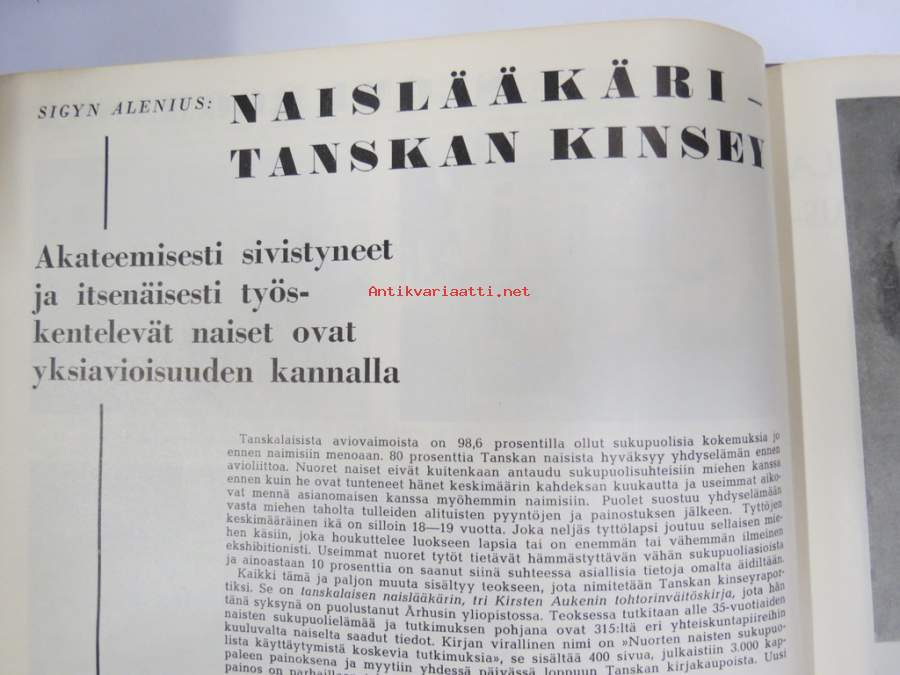 SIGYN ALENIUS:
NAISLÄÄKÄRI –
TANSKAN KINSEY
Akateemisesti sivistyneet
ja itsenäisesti työs-
kentelevät naiset ovat
yksiavioisuuden kannalla
Antikvariaatti.net
Tanskalaisista aviovaimoista on 98,6 prosentilla ollut sukupuolisia kokemuksia jo
ennen naimisiin menoaan. 80 prosenttia Tanskan naisista hyväksyy yhdyselämän ennen
avioliittoa. Nuoret naiset eivät kuitenkaan antaudu sukupuolisuhteisiin miehen kanssa
ennen kuin he ovat tunteneet hänet keskimäärin kahdeksan kuukautta ja useimmat aiko-
vat mennä asianomaisen kanssa myöhemmin naimisiin. Puolet suostuu yhdyselämään
vasta miehen taholta tulleiden alituisten pyyntöjen ja painostuksen jälkeen. Tyttöjen
keskimääräinen ikä on silloin 18—19 vuotta. Joka neljäs tyttölapsi joutuu sellaisen mie-
hen käsiin, joka houkuttelee luokseen lapsia tai on enemmän tai vähemmän ilmeinen
ekshibitionisti. Useimmat nuoret tytöt tietävät hämmästyttävän vähän sukupuoliasioista
ja ainoastaan 10 prosenttia on saanut siinä suhteessa asiallisia tietoja omalta äidiltään.
Kaikki tämä ja paljon muuta sisältyy teokseen, jota nimitetään Tanskan kinseyrapor-
tiksi. Se on tanskalaisen naislääkärin, tri Kirsten Aukenin tohtorinväitöskirja, jota hän
tänä syksynä on puolustanut Århusin yliopistossa. Teoksessa tutkitaan alle 35-vuotiaiden
naisten sukupuolielämää ja tutkimuksen pohjana ovat 315:ltä eri yhteiskuntapiireihin
kuuluvalta naiselta saadut tiedot. Kirjan virallinen nimi on »Nuorten naisten sukupuo-
lista käyttäytymistä koskevia tutkimuksia», se sisältää 400 sivua, julkaistiin 3.000 kap-
paleen painoksena ja myytiin yhdessä päivässä loppuun Tanskan kirjakaupoista. Uusi
painos on parhaillaan